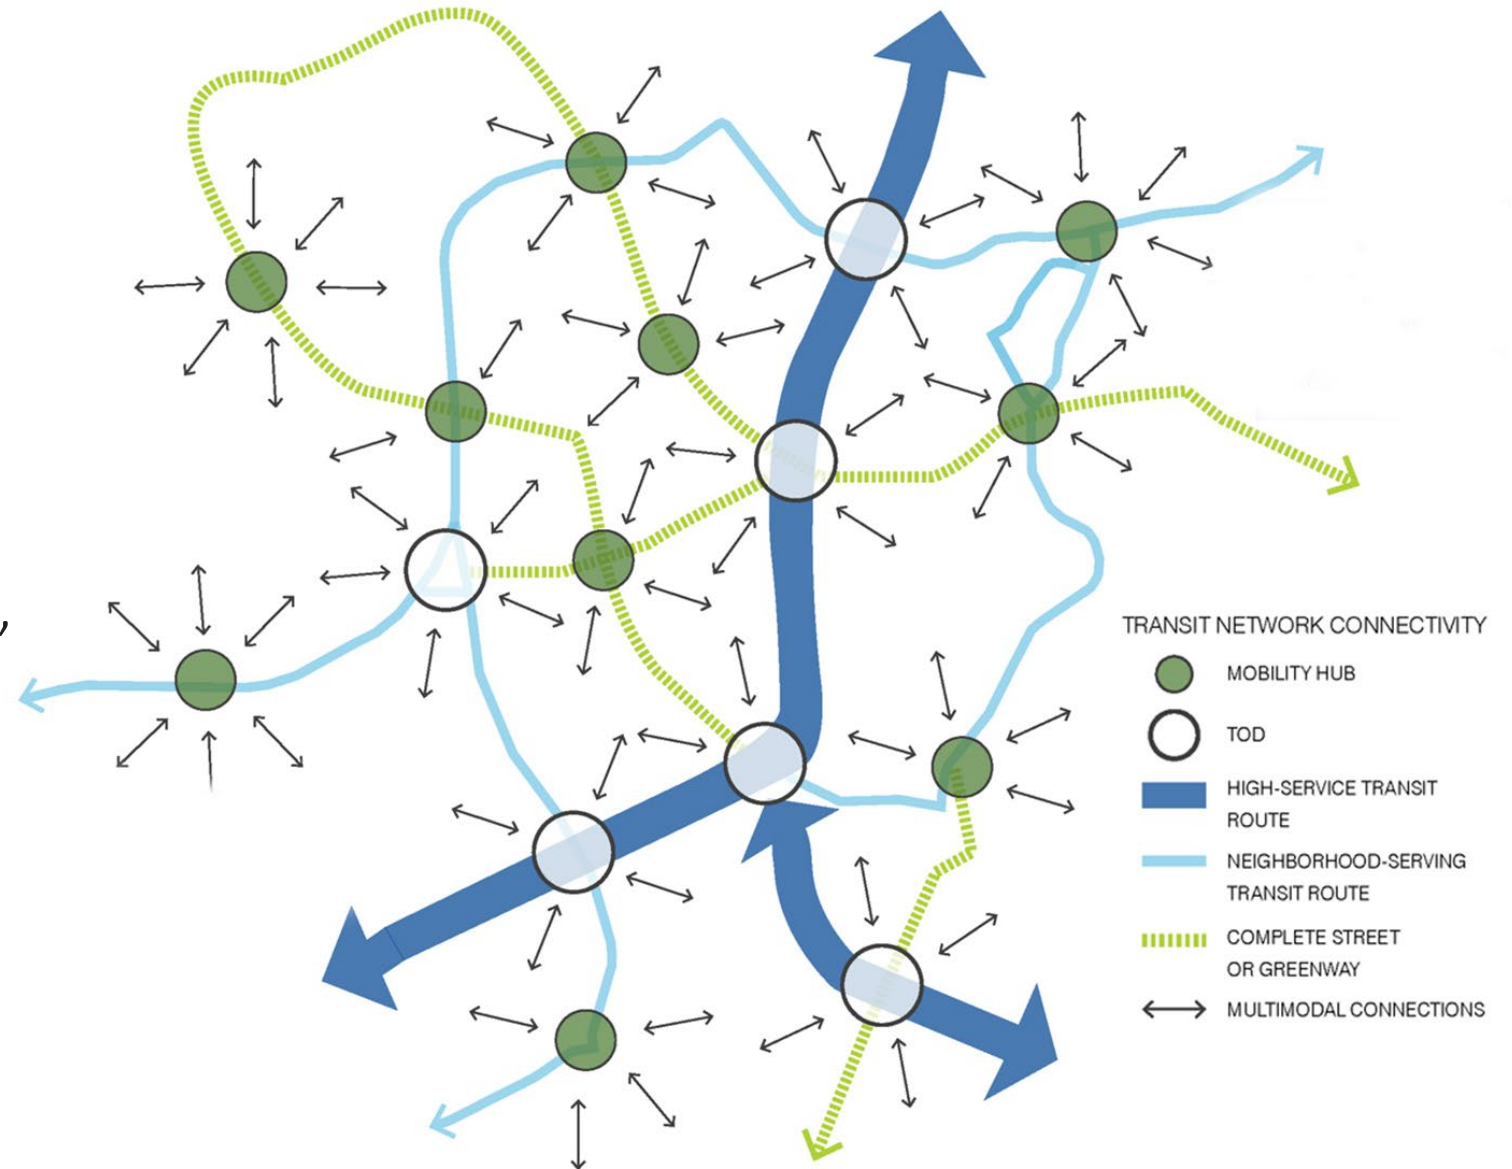 ,
TRANSIT NETWORK CONNECTIVITY
MOBILITY HUB
TOD
HIGH-SERVICE TRANSIT
ROUTE
NEIGHBORHOOD-SERVING
TRANSIT ROUTE
COMPLETE STREET
OR GREENWAY
MULTIMODAL CONNECTIONS